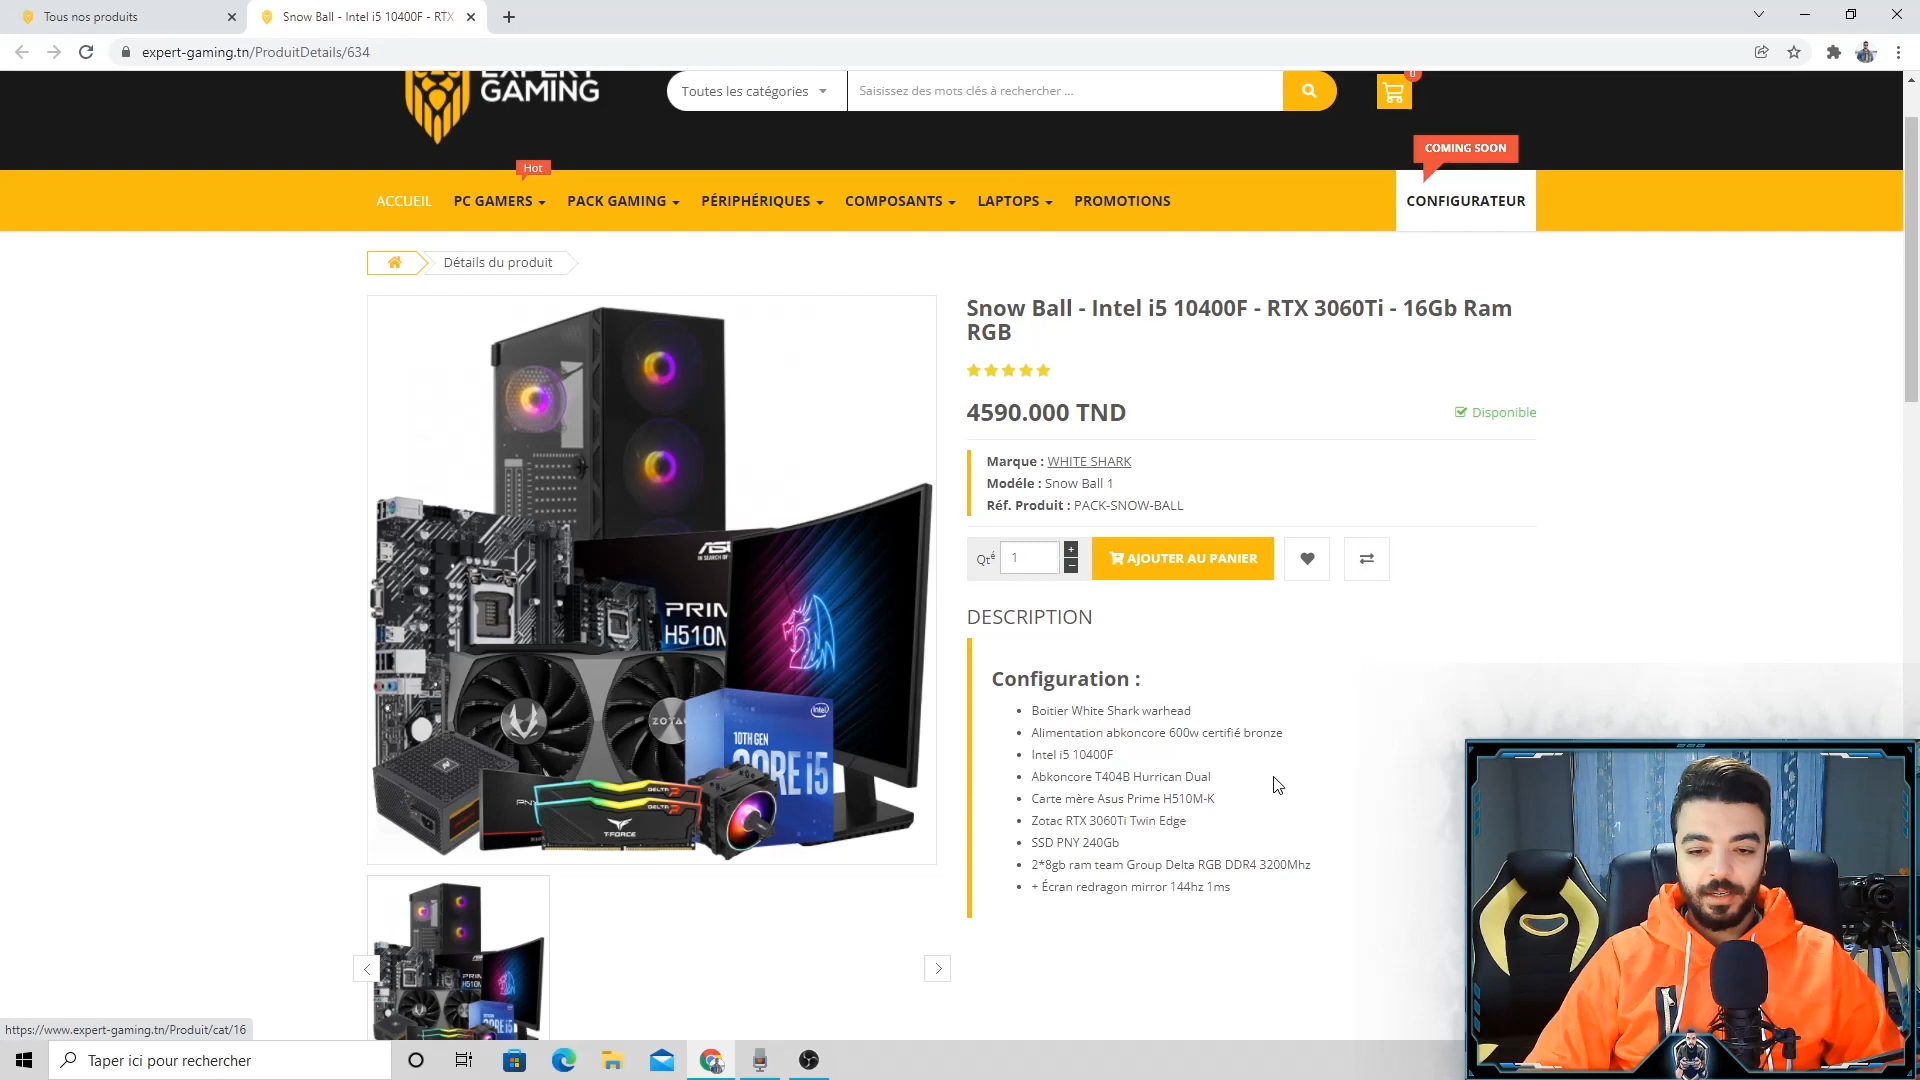 Tous nos produits
Snow Ball - Intel i5 10400F - RTX
expert-gaming.tn/ProduitDetails/634
EXPERT
GAMING
Toutes les catégories
Saisissez des mots clés à rechercher ...
0
COMING SOON
Hot
ACCUEIL
PC GAMERS
PACK GAMING
PÉRIPHÉRIQUES
COMPOSANTS
LAPTOPS
PROMOTIONS
CONFIGURATEUR
Détails du produit
Snow Ball - Intel i5 10400F - RTX 3060Ti - 16Gb Ram
RGB
4590.000 TND
Disponible
Marque : WHITE SHARK
Modéle : Snow Ball 1
Réf. Produit : PACK-SNOW-BALL
Qté
1
+
−
AJOUTER AU PANIER
DESCRIPTION
Configuration :
• Boitier White Shark warhead
• Alimentation abkoncore 600w certifié bronze
• Intel i5 10400F
• Abkoncore T404B Hurrican Dual
• Carte mère Asus Prime H510M-K
• Zotac RTX 3060Ti Twin Edge
• SSD PNY 240Gb
• 2*8gb ram team Group Delta RGB DDR4 3200Mhz
• + Écran redragon mirror 144hz 1ms
PRIM
H510M
ZOTAC
intel
10TH GEN
CORE i5
PNY
DELTA
DELTA
T-FORCE
https://www.expert-gaming.tn/Produit/cat/16
Taper ici pour rechercher